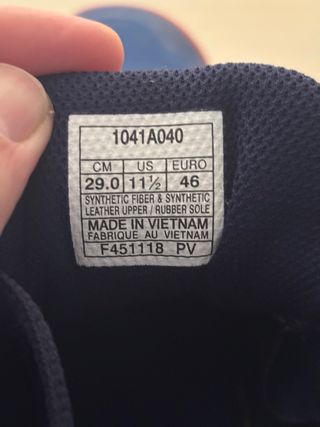 1041A040
CM US EURO
29.0 11½ 46
SYNTHETIC FIBER & SYNTHETIC
LEATHER UPPER / RUBBER SOLE
MADE IN VIETNAM
FABRIQUE AU VIETNAM
F451118 PV